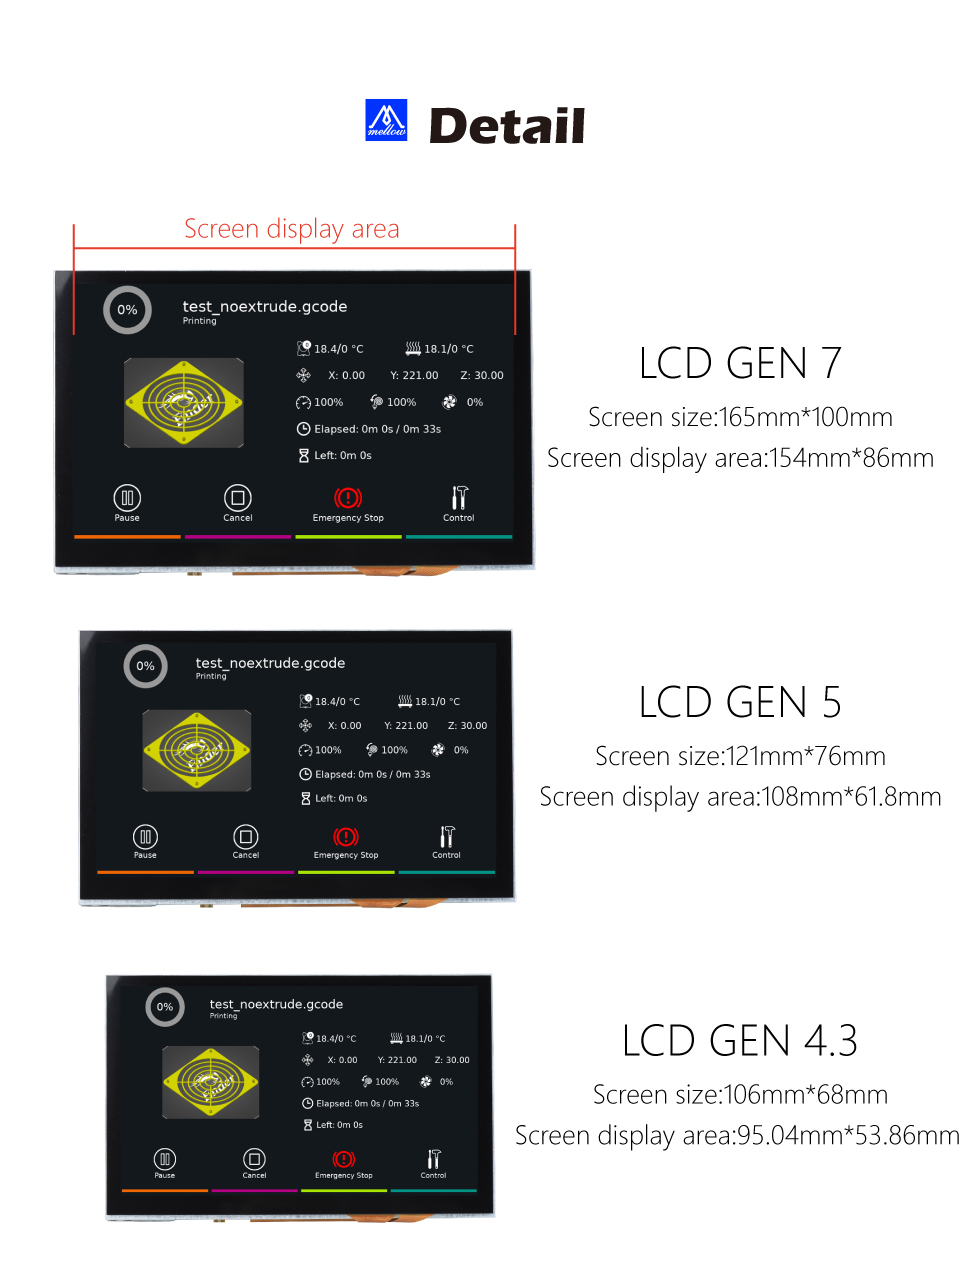 mellow Detail
Screen display area
0%
test_noextrude.gcode
Printing
18.4/0 °C 18.1/0 °C
X: 0.00 Y: 221.00 Z: 30.00
100% 100% 0%
Elapsed: 0m 0s / 0m 33s
Left: 0m 0s
Finder
Pause Cancel Emergency Stop Control
LCD GEN 7
Screen size:165mm*100mm
Screen display area:154mm*86mm
0%
test_noextrude.gcode
Printing
18.4/0 °C 18.1/0 °C
X: 0.00 Y: 221.00 Z: 30.00
100% 100% 0%
Elapsed: 0m 0s / 0m 33s
Left: 0m 0s
Finder
Pause Cancel Emergency Stop Control
LCD GEN 5
Screen size:121mm*76mm
Screen display area:108mm*61.8mm
0%
test_noextrude.gcode
Printing
18.4/0 °C 18.1/0 °C
X: 0.00 Y: 221.00 Z: 30.00
100% 100% 0%
Elapsed: 0m 0s / 0m 33s
Left: 0m 0s
Finder
Pause Cancel Emergency Stop Control
LCD GEN 4.3
Screen size:106mm*68mm
Screen display area:95.04mm*53.86mm